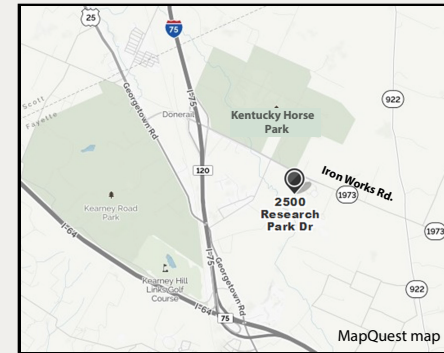 25
75
Georgetown Rd
I-75
Scott
Fayette
Donerail
Kentucky Horse
Park
922
120
Iron Works Rd.
1973
2500
Research
Park Dr
Kearney Road
Park
1973
I-64
I-75
Georgetown Rd
Kearney Hill
Links Golf
Course
922
I-64
75
MapQuest map